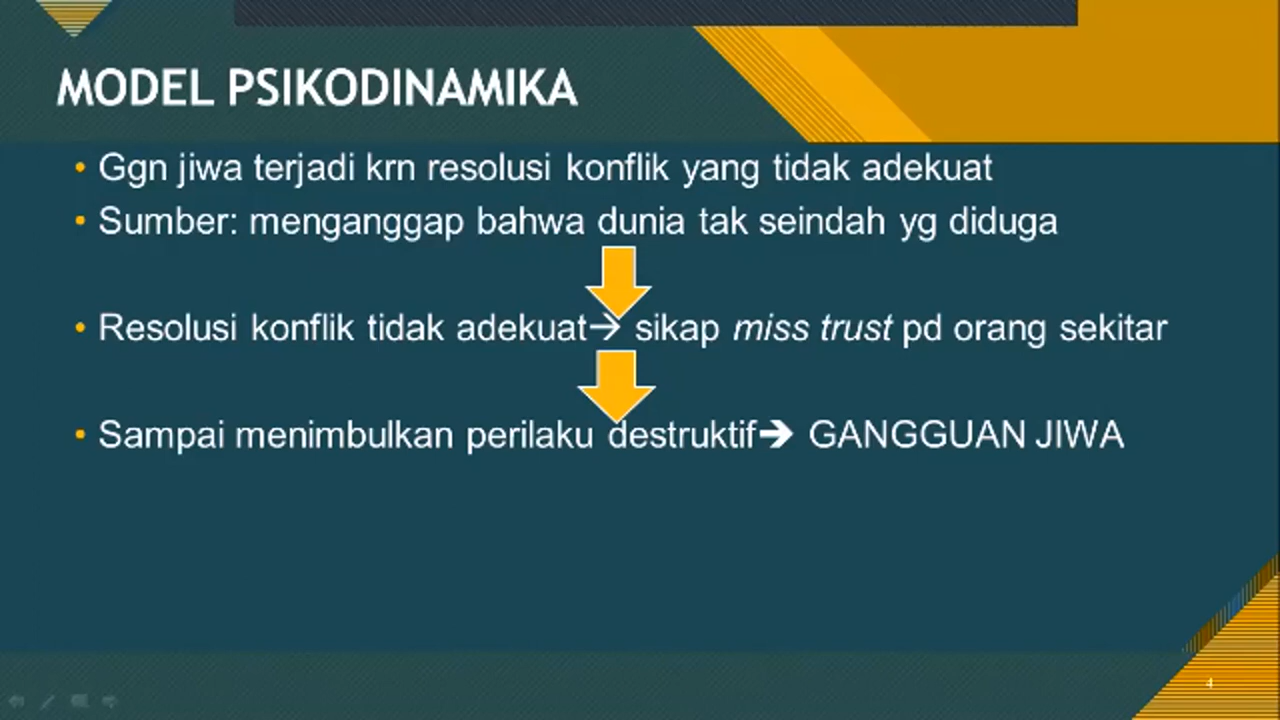 MODEL PSIKODINAMIKA
• Ggn jiwa terjadi krn resolusi konflik yang tidak adekuat
• Sumber: menganggap bahwa dunia tak seindah yg diduga
• Resolusi konflik tidak adekuat→ sikap miss trust pd orang sekitar
• Sampai menimbulkan perilaku destruktif➔ GANGGUAN JIWA
4